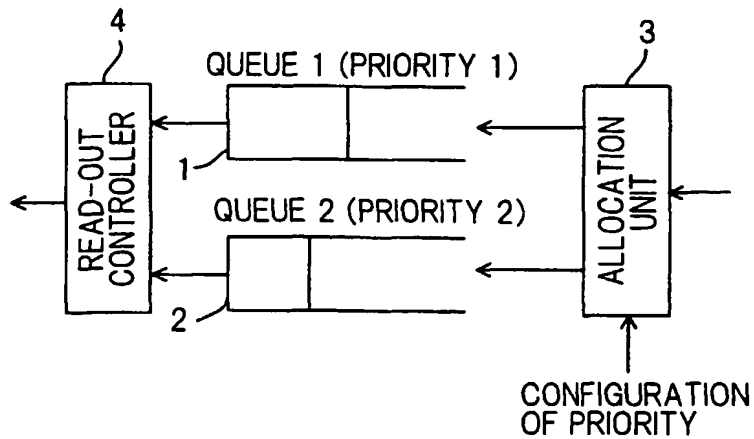 4
QUEUE 1 (PRIORITY 1)
3
READ-OUT
CONTROLLER
1
ALLOCATION
UNIT
QUEUE 2 (PRIORITY 2)
2
CONFIGURATION
OF PRIORITY